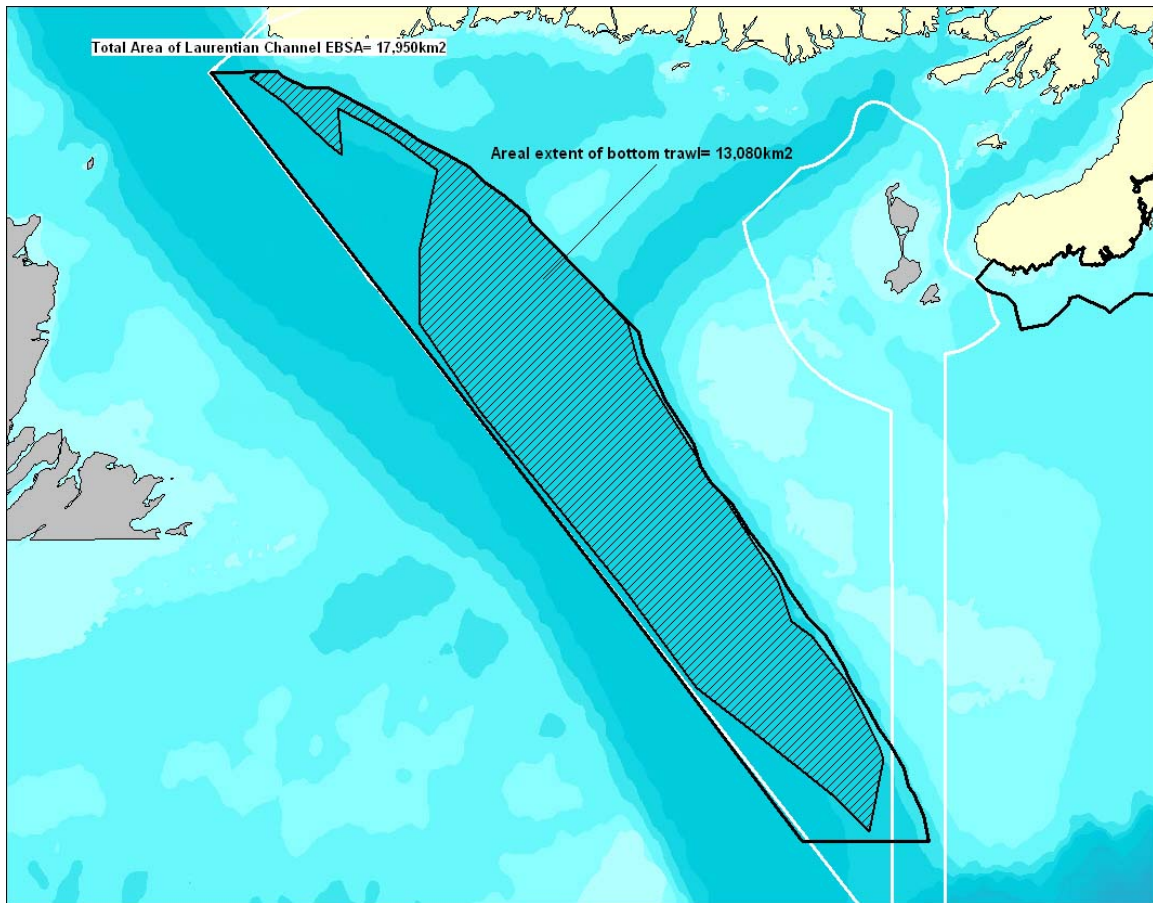 Total Area of Laurentian Channel EBSA= 17,950km2
Areal extent of bottom trawl= 13,080km2